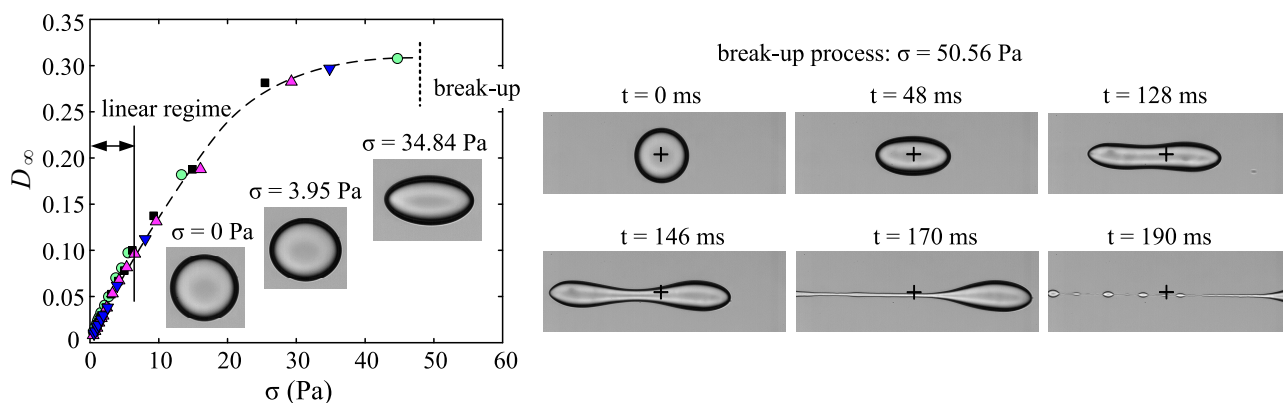 0.35
0.30
0.25
0.20
0.15
0.10
0.05
0
D∞
0 10 20 30 40 50 60
σ (Pa)
linear regime
break-up
σ = 34.84 Pa
σ = 3.95 Pa
σ = 0 Pa
break-up process: σ = 50.56 Pa
t = 0 ms
t = 48 ms
t = 128 ms
t = 146 ms
t = 170 ms
t = 190 ms